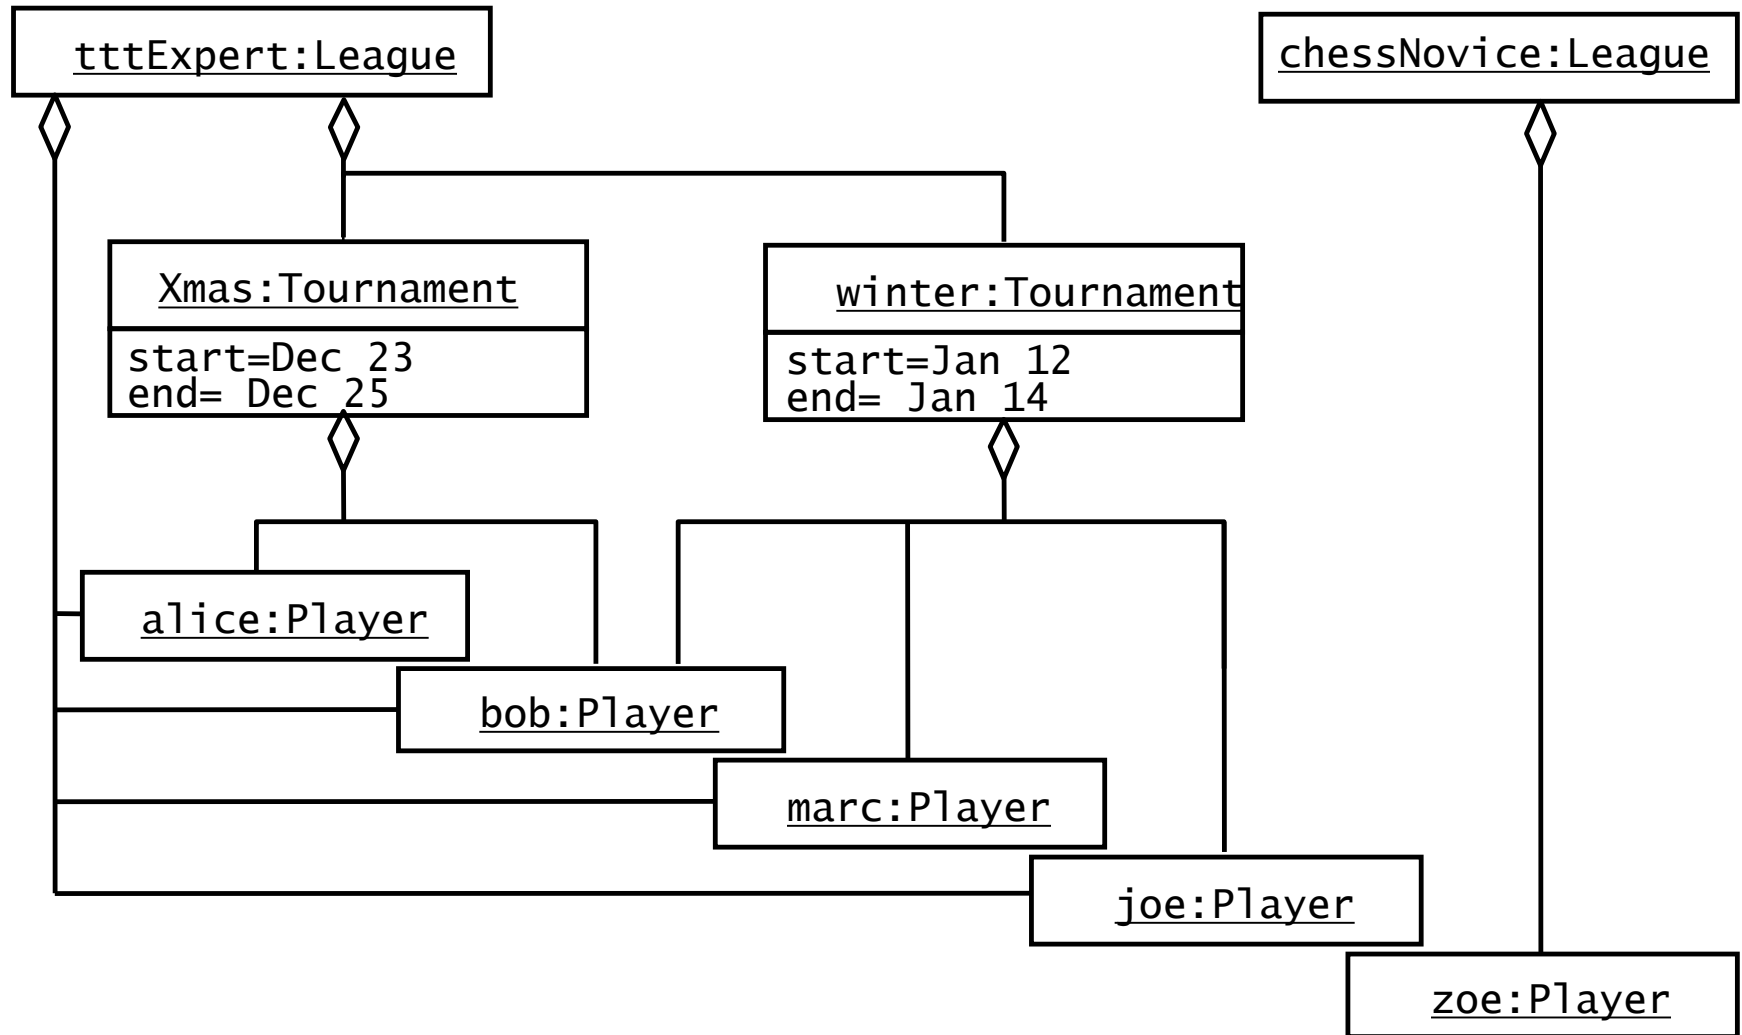 tttExpert:League
chessNovice:League
Xmas:Tournament
start=Dec 23
end= Dec 25
winter:Tournament
start=Jan 12
end= Jan 14
alice:Player
bob:Player
marc:Player
joe:Player
zoe:Player